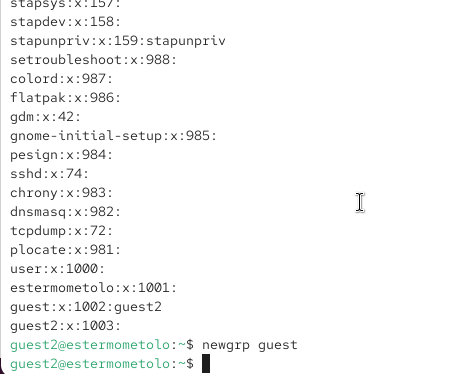 stapsys:x:157:
stapdev:x:158:
stapunpriv:x:159:stapunpriv
setroubleshoot:x:988:
colord:x:987:
flatpak:x:986:
gdm:x:42:
gnome-initial-setup:x:985:
pesign:x:984:
sshd:x:74:
chrony:x:983:
dnsmasq:x:982:
tcpdump:x:72:
plocate:x:981:
user:x:1000:
estermometolo:x:1001:
guest:x:1002:guest2
guest2:x:1003:
guest2@estermometolo:~$ newgrp guest
guest2@estermometolo:~$